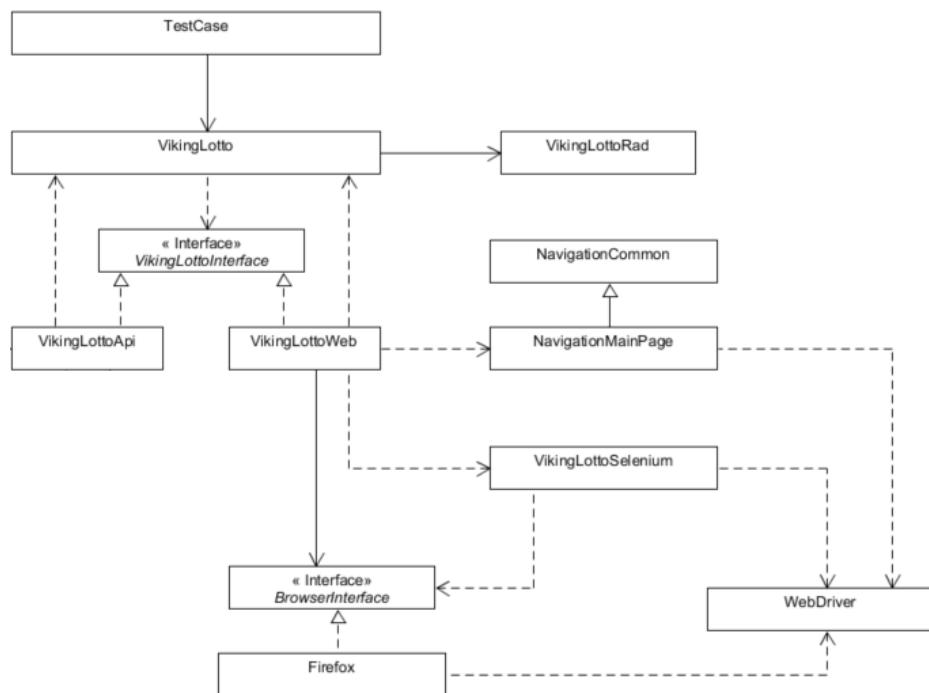 TestCase
VikingLotto
VikingLottoRad
« Interface»
VikingLottoInterface
NavigationCommon
VikingLottoApi
VikingLottoWeb
NavigationMainPage
VikingLottoSelenium
« Interface»
BrowserInterface
WebDriver
Firefox